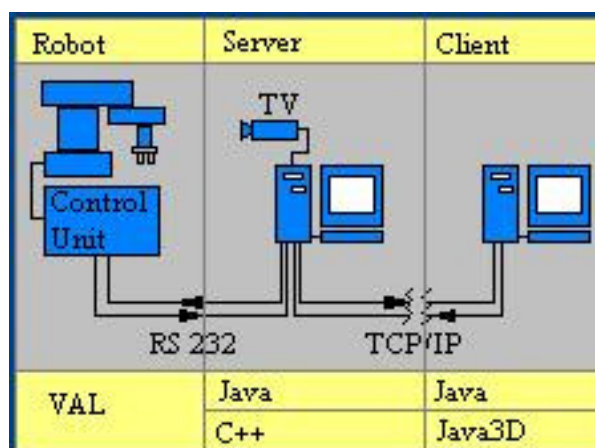 Robot Server Client
TV
Control
Unit
RS 232 TCP/IP
VAL Java Java
C++ Java3D